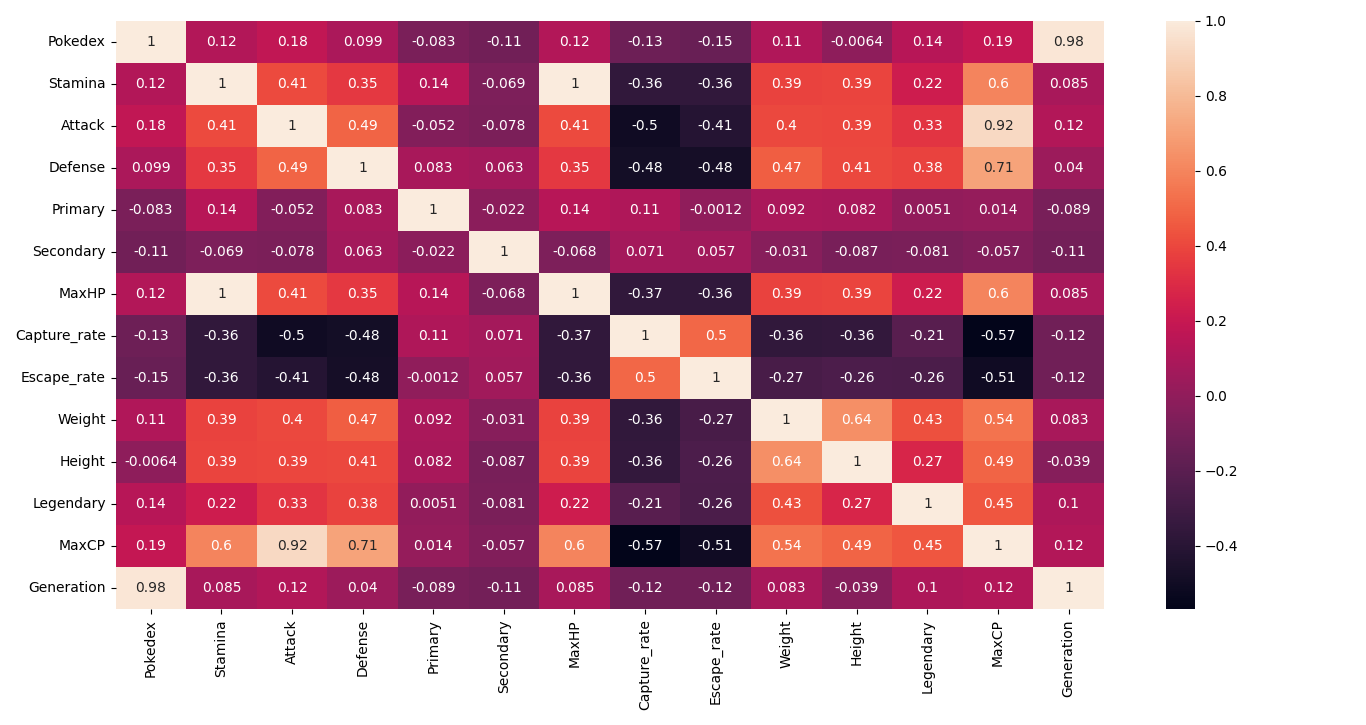 Pokedex 1 0.12 0.18 0.099 -0.083 -0.11 0.12 -0.13 -0.15 0.11 -0.0064 0.14 0.19 0.98
Stamina 0.12 1 0.41 0.35 0.14 -0.069 1 -0.36 -0.36 0.39 0.39 0.22 0.6 0.085
Attack 0.18 0.41 1 0.49 -0.052 -0.078 0.41 -0.5 -0.41 0.4 0.39 0.33 0.92 0.12
Defense 0.099 0.35 0.49 1 0.083 0.063 0.35 -0.48 -0.48 0.47 0.41 0.38 0.71 0.04
Primary -0.083 0.14 -0.052 0.083 1 -0.022 0.14 0.11 -0.0012 0.092 0.082 0.0051 0.014 -0.089
Secondary -0.11 -0.069 -0.078 0.063 -0.022 1 -0.068 0.071 0.057 -0.031 -0.087 -0.081 -0.057 -0.11
MaxHP 0.12 1 0.41 0.35 0.14 -0.068 1 -0.37 -0.36 0.39 0.39 0.22 0.6 0.085
Capture_rate -0.13 -0.36 -0.5 -0.48 0.11 0.071 -0.37 1 0.5 -0.36 -0.36 -0.21 -0.57 -0.12
Escape_rate -0.15 -0.36 -0.41 -0.48 -0.0012 0.057 -0.36 0.5 1 -0.27 -0.26 -0.26 -0.51 -0.12
Weight 0.11 0.39 0.4 0.47 0.092 -0.031 0.39 -0.36 -0.27 1 0.64 0.43 0.54 0.083
Height -0.0064 0.39 0.39 0.41 0.082 -0.087 0.39 -0.36 -0.26 0.64 1 0.27 0.49 -0.039
Legendary 0.14 0.22 0.33 0.38 0.0051 -0.081 0.22 -0.21 -0.26 0.43 0.27 1 0.45 0.1
MaxCP 0.19 0.6 0.92 0.71 0.014 -0.057 0.6 -0.57 -0.51 0.54 0.49 0.45 1 0.12
Generation 0.98 0.085 0.12 0.04 -0.089 -0.11 0.085 -0.12 -0.12 0.083 -0.039 0.1 0.12 1
Pokedex Stamina Attack Defense Primary Secondary MaxHP Capture_rate Escape_rate Weight Height Legendary MaxCP Generation
1.0
0.8
0.6
0.4
0.2
0.0
−0.2
−0.4